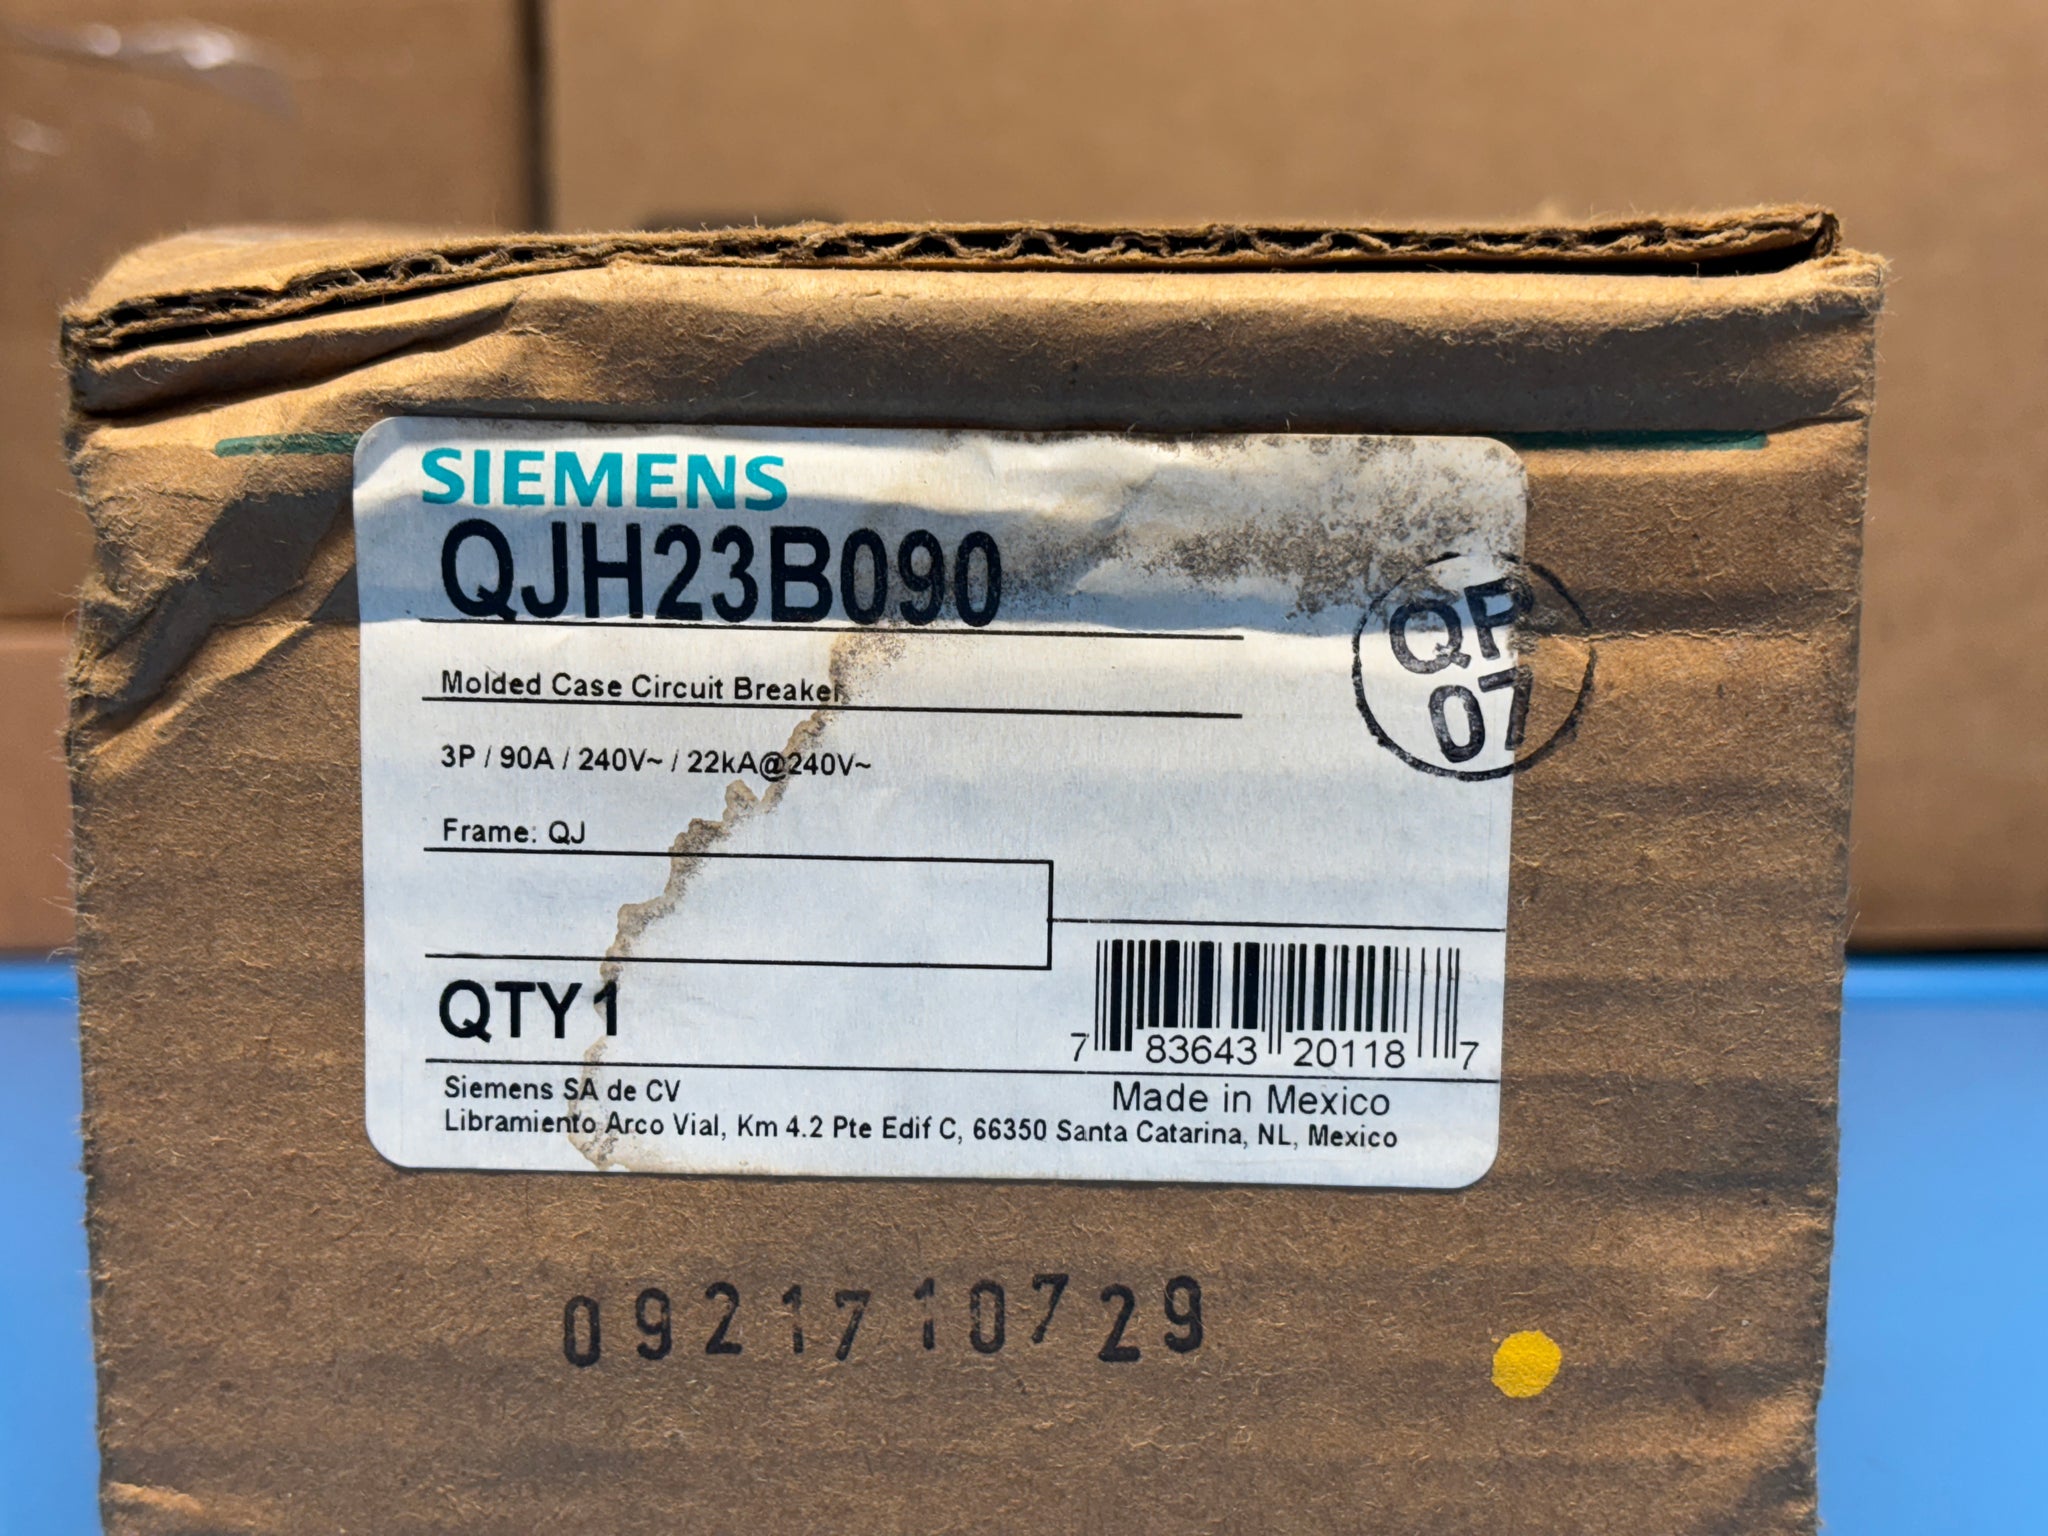 SIEMENS
QJH23B090
Molded Case Circuit Breaker
3P / 90A / 240V~ / 22kA@240V~
Frame: QJ
QP
07
QTY 1
7 83643 20118 7
Siemens SA de CV
Made in Mexico
Libramiento Arco Vial, Km 4.2 Pte Edif C, 66350 Santa Catarina, NL, Mexico
0921710729